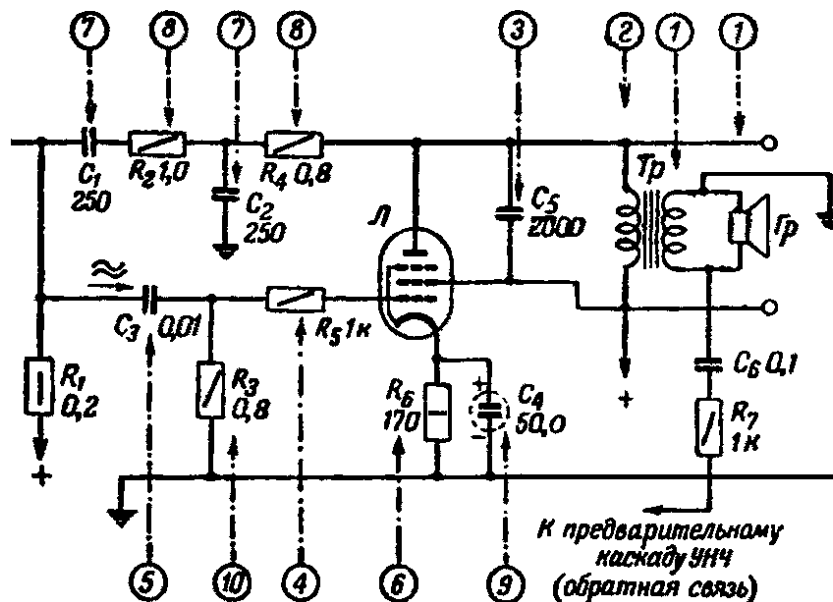 7 8 7 8 3 2 1 1
C1
250
R2 1,0
C2
250
R4 0,8
Л
C5
2000
Тр
Гр
C3 0,01
R5 1к
R1
0,2
+
R3
0,8
R6
170
+
−
C4
50,0
+
C6 0,1
R7
1к
К предварительному
каскаду УНЧ
(обратная связь)
5 10 4 6 9